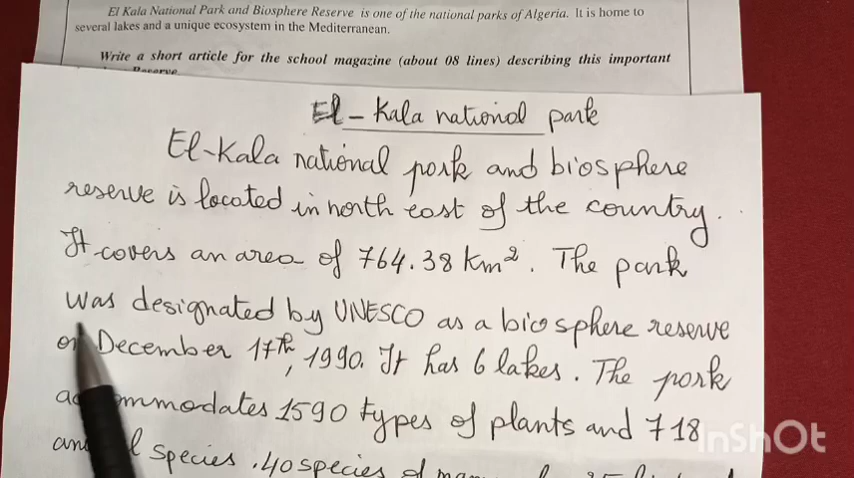 El Kala National Park and Biosphere Reserve is one of the national parks of Algeria. It is home to
several lakes and a unique ecosystem in the Mediterranean.
Write a short article for the school magazine (about 08 lines) describing this important
Reserve
El-Kala national park
El-Kala national park and biosphere
reserve is located in north east of the country.
It covers an area of 764.38 Km². The park
was designated by UNESCO as a biosphere reserve
on December 17th, 1990. It has 6 lakes. The park
accommodates 1590 types of plants and 718
animal species. 40 species of
InShOt